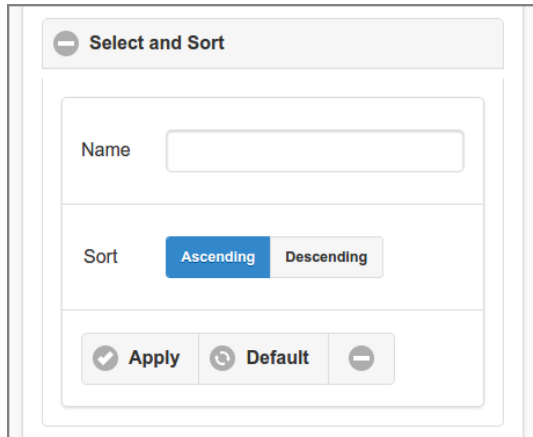 Select and Sort
Name
Sort Ascending Descending
Apply Default